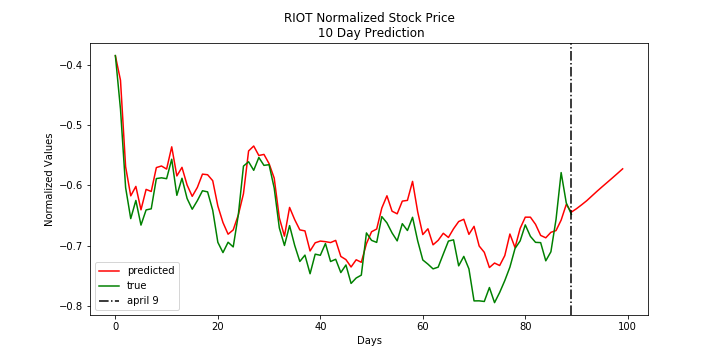 RIOT Normalized Stock Price
10 Day Prediction
Normalized Values
−0.4
−0.5
−0.6
−0.7
−0.8
predicted
true
april 9
0
20
40
60
80
100
Days